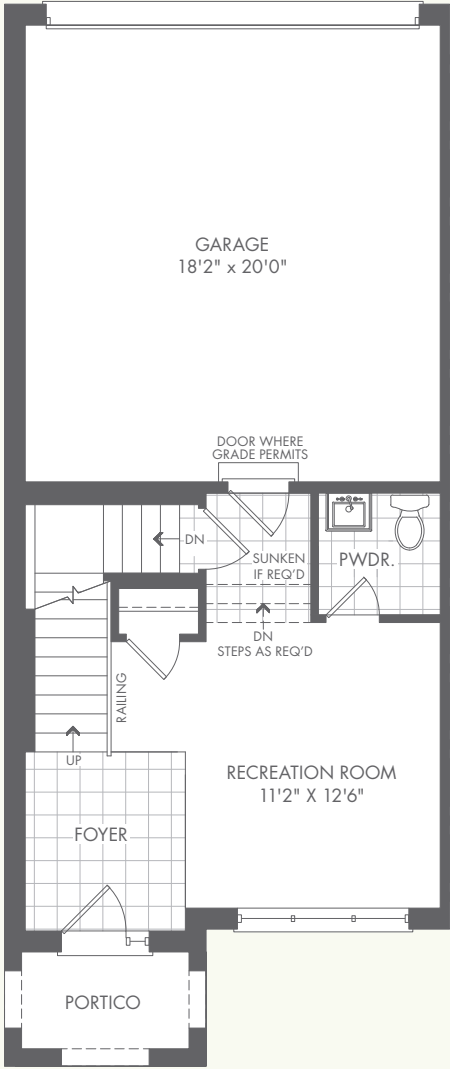 GARAGE
18'2" x 20'0"
DOOR WHERE
GRADE PERMITS
DN
SUNKEN
IF REQ'D
PWDR.
DN
STEPS AS REQ'D
RAILING
UP
RECREATION ROOM
11'2" X 12'6"
FOYER
PORTICO